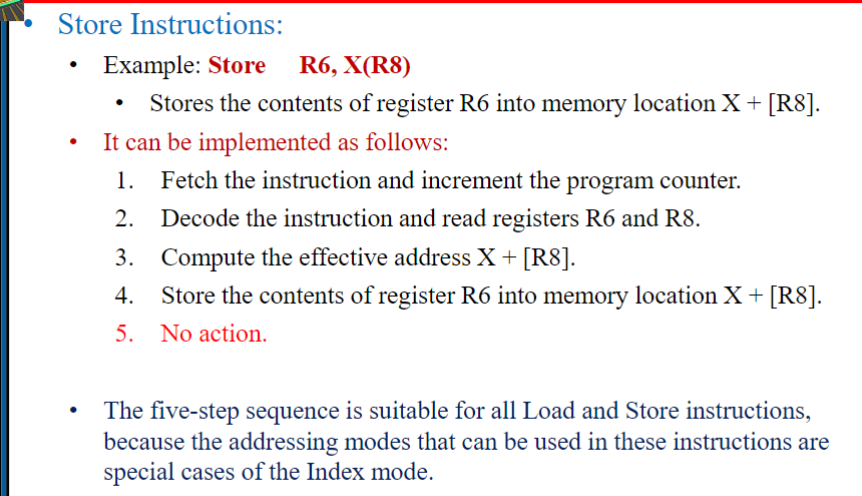 • Store Instructions:
• Example: Store R6, X(R8)
• Stores the contents of register R6 into memory location X + [R8].
• It can be implemented as follows:
1. Fetch the instruction and increment the program counter.
2. Decode the instruction and read registers R6 and R8.
3. Compute the effective address X + [R8].
4. Store the contents of register R6 into memory location X + [R8].
5. No action.
• The five-step sequence is suitable for all Load and Store instructions,
because the addressing modes that can be used in these instructions are
special cases of the Index mode.